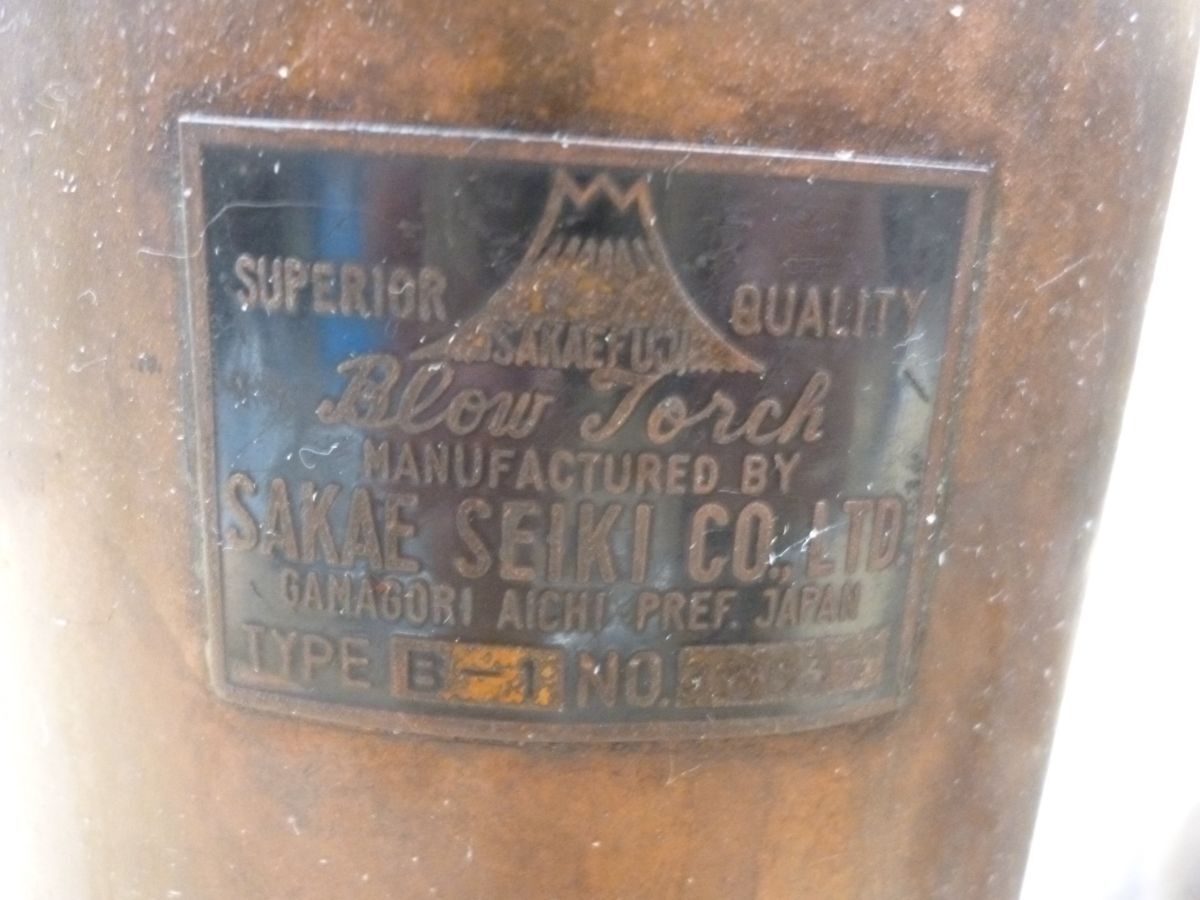 SUPERIOR QUALITY
SAKAEFUJI
Blow Torch
MANUFACTURED BY
SAKAE SEIKI CO., LTD.
GAMAGORI AICHI PREF. JAPAN
TYPE B-1 NO.